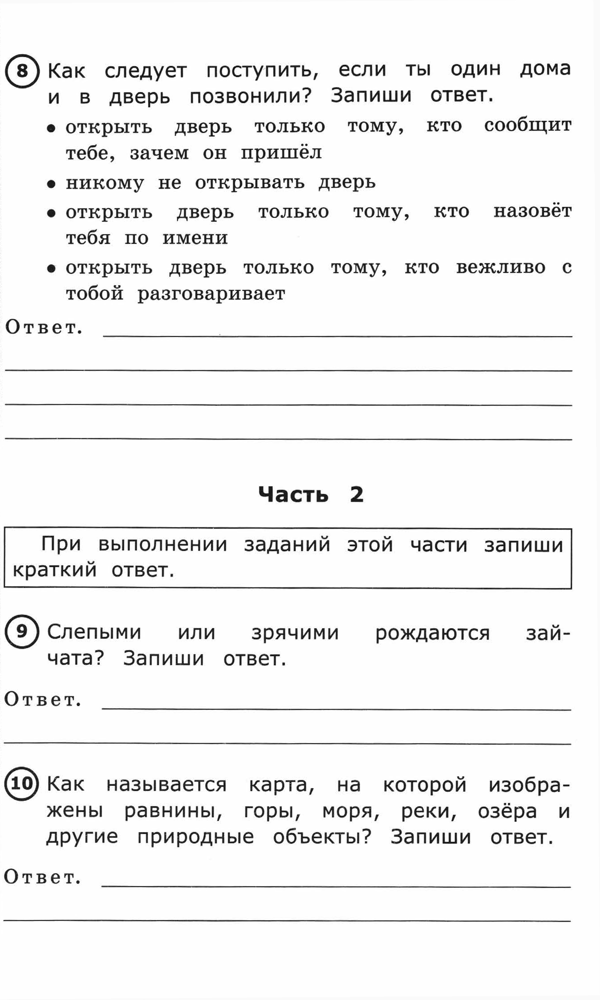 8 Как следует поступить, если ты один дома
и в дверь позвонили? Запиши ответ.
• открыть дверь только тому, кто сообщит
тебе, зачем он пришёл
• никому не открывать дверь
• открыть дверь только тому, кто назовёт
тебя по имени
• открыть дверь только тому, кто вежливо с
тобой разговаривает
Ответ.
Часть 2
При выполнении заданий этой части запиши
краткий ответ.
9 Слепыми или зрячими рождаются зай-
чата? Запиши ответ.
Ответ.
10 Как называется карта, на которой изобра-
жены равнины, горы, моря, реки, озёра и
другие природные объекты? Запиши ответ.
Ответ.